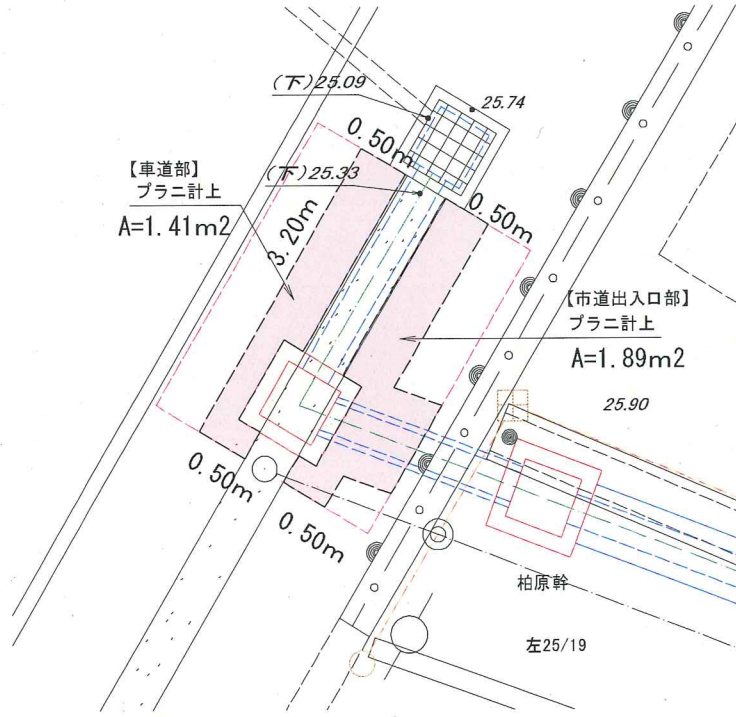 (下)25.09
25.74
0.50m
【車道部】
プラニ計上
A=1.41m2
(下)25.33
0.50m
3.20m
【市道出入口部】
プラニ計上
A=1.89m2
25.90
0.50m
0.50m
柏原幹
左25/19